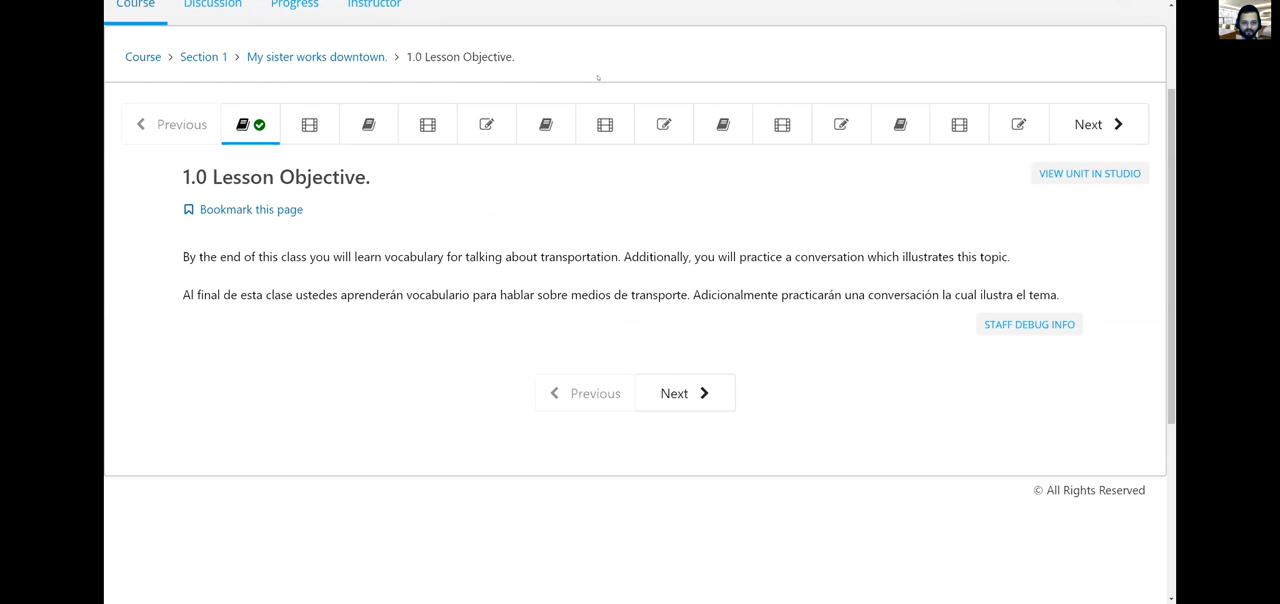 Course Discussion Progress Instructor
Course > Section 1 > My sister works downtown. > 1.0 Lesson Objective.
Previous Next
1.0 Lesson Objective.
VIEW UNIT IN STUDIO
Bookmark this page
By the end of this class you will learn vocabulary for talking about transportation. Additionally, you will practice a conversation which illustrates this topic.
Al final de esta clase ustedes aprenderán vocabulario para hablar sobre medios de transporte. Adicionalmente practicarán una conversación la cual ilustra el tema.
STAFF DEBUG INFO
Previous Next
© All Rights Reserved